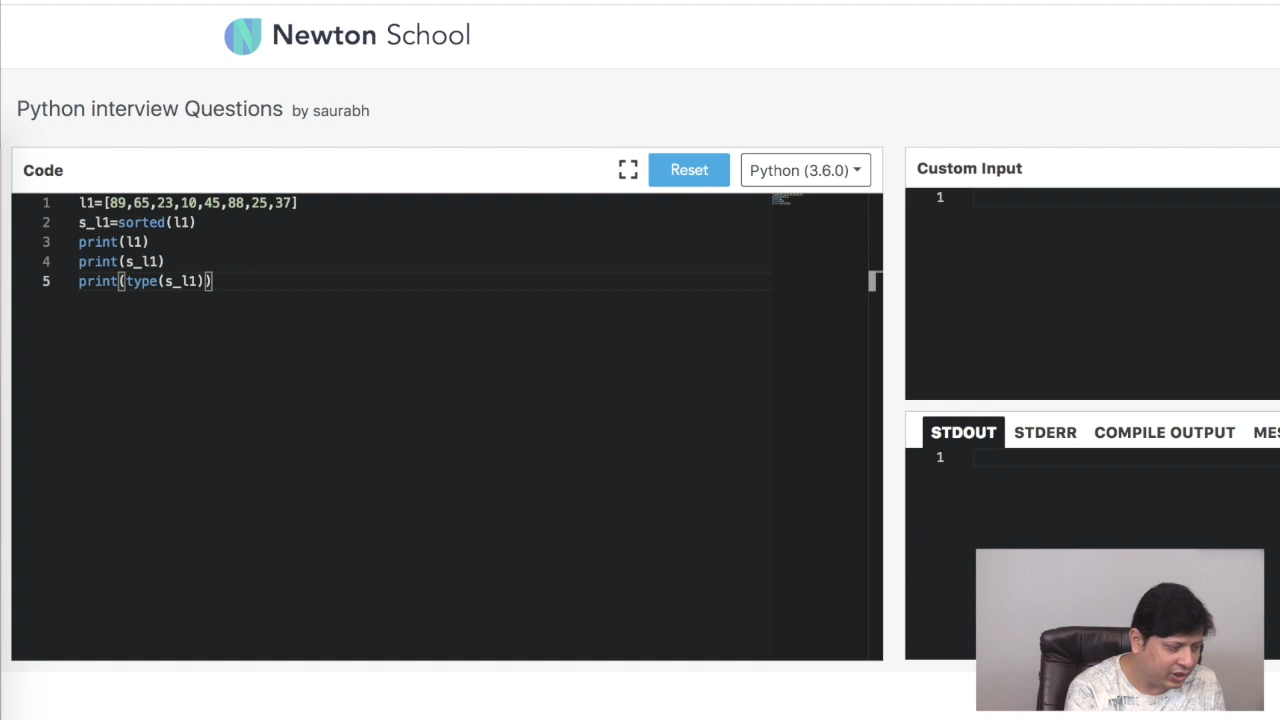 Newton School
Python interview Questions by saurabh
Code
Reset
Python (3.6.0)
1 l1=[89,65,23,10,45,88,25,37]
2 s_l1=sorted(l1)
3 print(l1)
4 print(s_l1)
5 print(type(s_l1))
Custom Input
1
STDOUT STDERR COMPILE OUTPUT MES
1